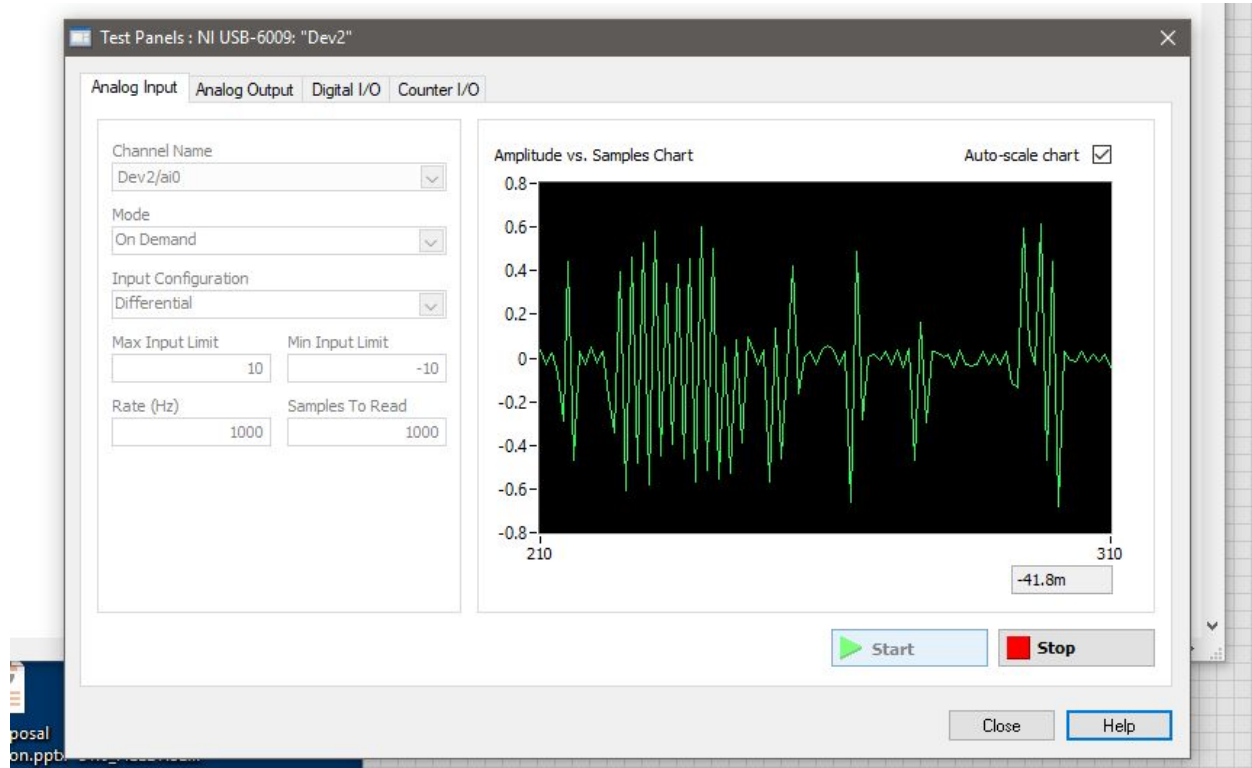 Test Panels : NI USB-6009: "Dev2"
Analog Input Analog Output Digital I/O Counter I/O
Channel Name
Dev2/ai0
Mode
On Demand
Input Configuration
Differential
Max Input Limit Min Input Limit
10 -10
Rate (Hz) Samples To Read
1000 1000
Amplitude vs. Samples Chart Auto-scale chart
0.8
0.6
0.4
0.2
0
-0.2
-0.4
-0.6
-0.8
210 310
-41.8m
Start Stop
Close Help
posal
on.pptx